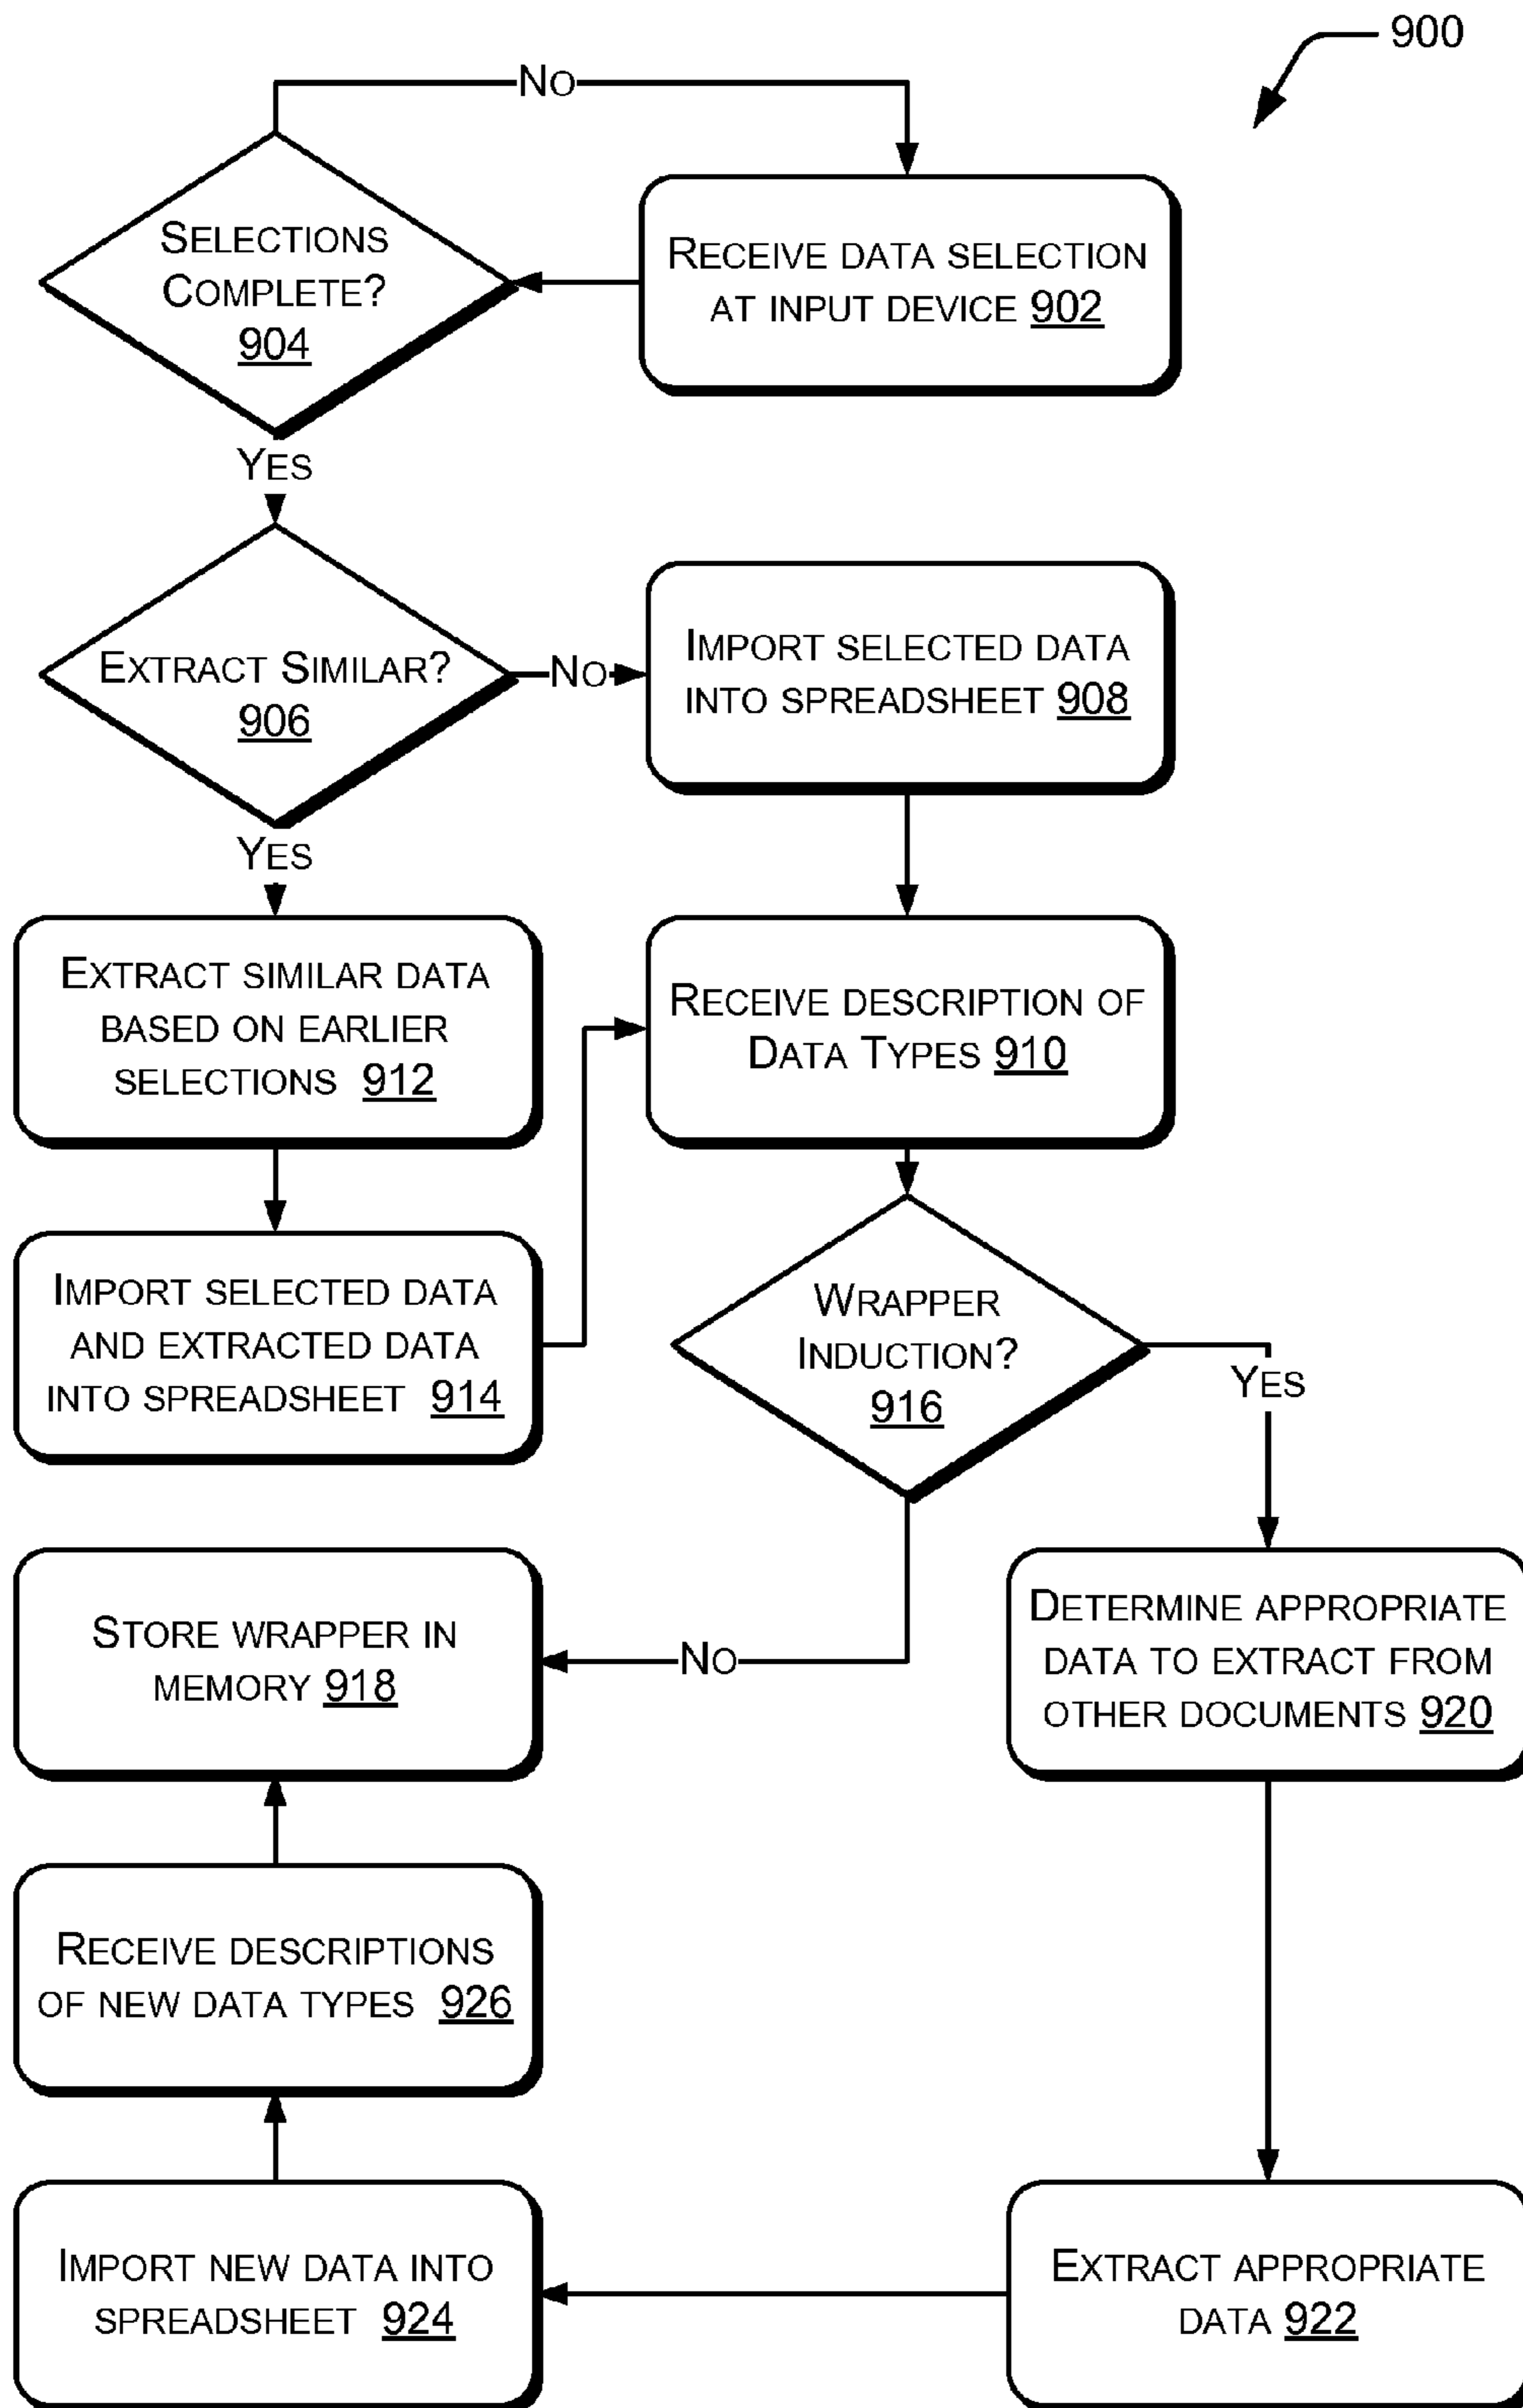 900
No
SELECTIONS
COMPLETE?
904
RECEIVE DATA SELECTION
AT INPUT DEVICE 902
YES
EXTRACT SIMILAR?
906
No
IMPORT SELECTED DATA
INTO SPREADSHEET 908
YES
EXTRACT SIMILAR DATA
BASED ON EARLIER
SELECTIONS 912
RECEIVE DESCRIPTION OF
DATA TYPES 910
IMPORT SELECTED DATA
AND EXTRACTED DATA
INTO SPREADSHEET 914
WRAPPER
INDUCTION?
916
YES
STORE WRAPPER IN
MEMORY 918
No
DETERMINE APPROPRIATE
DATA TO EXTRACT FROM
OTHER DOCUMENTS 920
RECEIVE DESCRIPTIONS
OF NEW DATA TYPES 926
IMPORT NEW DATA INTO
SPREADSHEET 924
EXTRACT APPROPRIATE
DATA 922